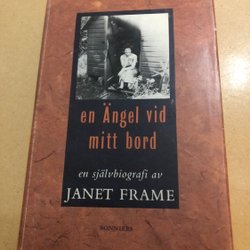 en Ängel vid
mitt bord
en självbiografi av
JANET FRAME
BONNIERS